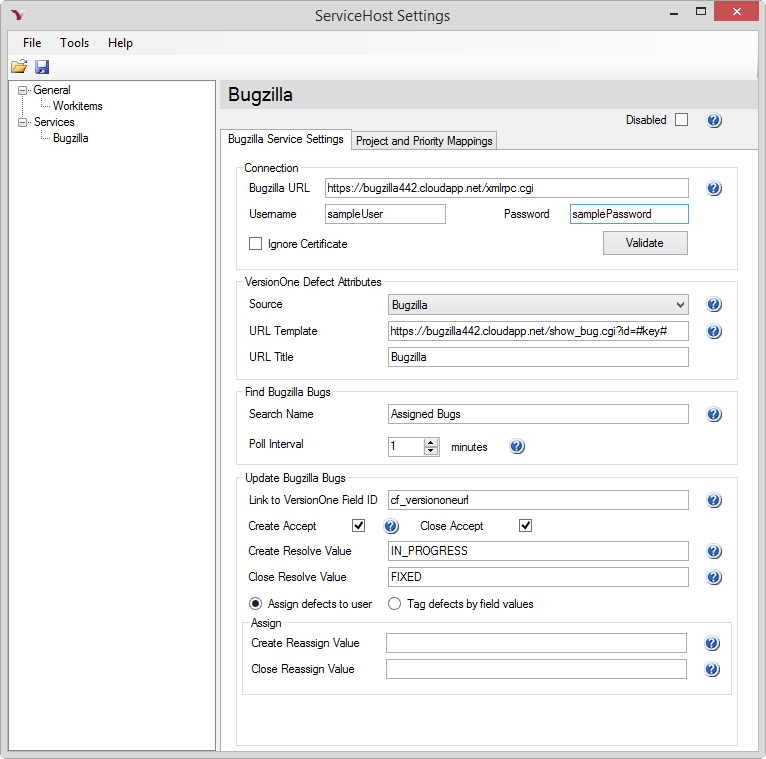 ServiceHost Settings
File Tools Help
General
Workitems
Services
Bugzilla
Bugzilla
Disabled
Bugzilla Service Settings Project and Priority Mappings
Connection
Bugzilla URL https://bugzilla442.cloudapp.net/xmlrpc.cgi
Username sampleUser Password samplePassword
Ignore Certificate Validate
VersionOne Defect Attributes
Source Bugzilla
URL Template https://bugzilla442.cloudapp.net/show_bug.cgi?id=#key#
URL Title Bugzilla
Find Bugzilla Bugs
Search Name Assigned Bugs
Poll Interval 1 minutes
Update Bugzilla Bugs
Link to VersionOne Field ID cf_versiononeurl
Create Accept Close Accept
Create Resolve Value IN_PROGRESS
Close Resolve Value FIXED
Assign defects to user Tag defects by field values
Assign
Create Reassign Value
Close Reassign Value